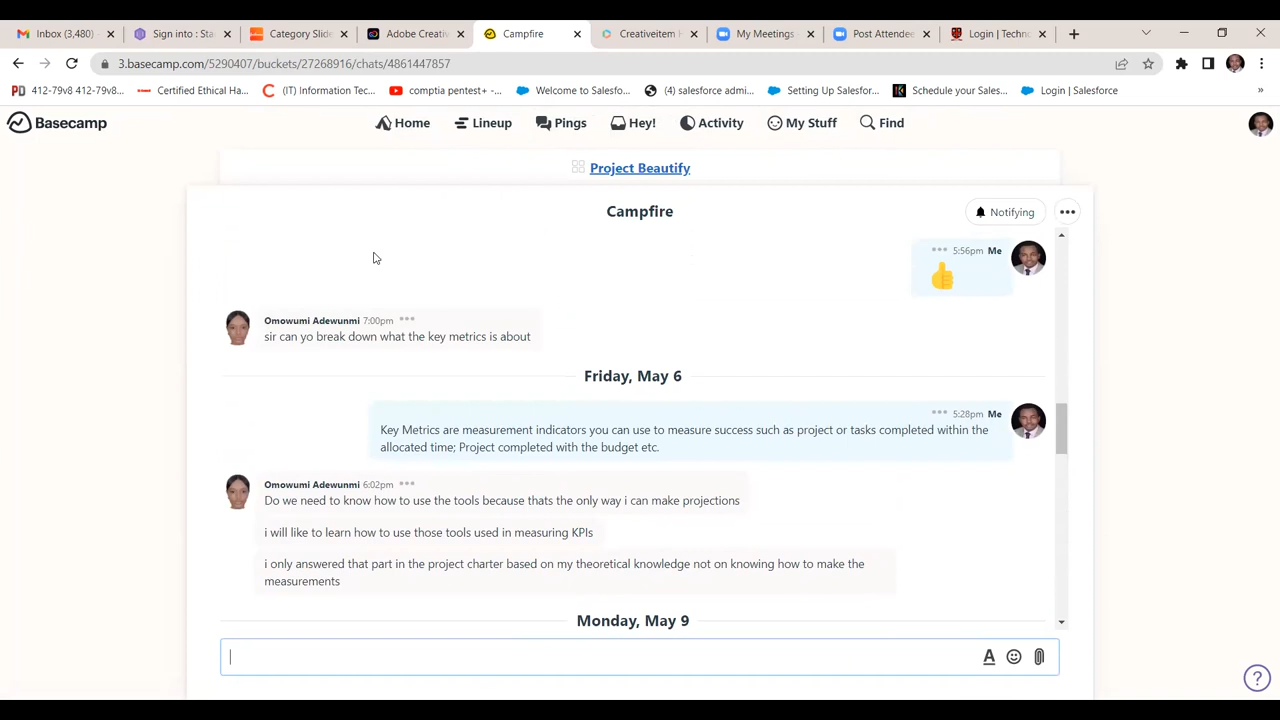 Inbox (3,480)
Sign into : Sta
Category Slide
Adobe Creativ
Campfire
Creativeitem H
My Meetings
Post Attendee
Login | Techno
3.basecamp.com/5290407/buckets/27268916/chats/4861447857
412-79v8 412-79v8...
Certified Ethical Ha...
(IT) Information Tec...
comptia pentest+ -...
Welcome to Salesfo...
(4) salesforce admi...
Setting Up Salesfor...
Schedule your Sales...
Login | Salesforce
»
Basecamp
Home
Lineup
Pings
Hey!
Activity
My Stuff
Find
Project Beautify
Campfire
Notifying
5:56pm Me
Omowumi Adewunmi 7:00pm
sir can yo break down what the key metrics is about
Friday, May 6
5:28pm Me
Key Metrics are measurement indicators you can use to measure success such as project or tasks completed within the
allocated time; Project completed with the budget etc.
Omowumi Adewunmi 6:02pm
Do we need to know how to use the tools because thats the only way i can make projections
i will like to learn how to use those tools used in measuring KPIs
i only answered that part in the project charter based on my theoretical knowledge not on knowing how to make the
measurements
Monday, May 9